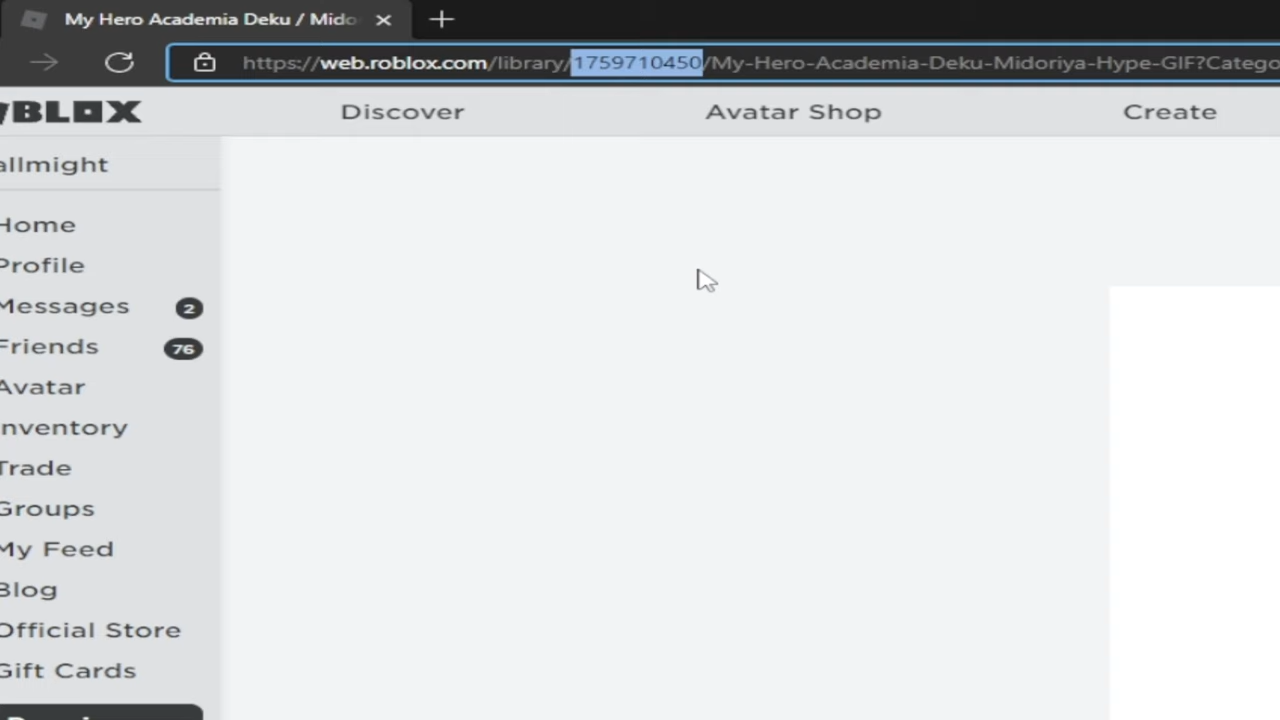 My Hero Academia Deku / Mido
https://web.roblox.com/library/1759710450/My-Hero-Academia-Deku-Midoriya-Hype-GIF?Catego
BLOX
Discover
Avatar Shop
Create
allmight
Home
Profile
Messages
2
Friends
76
Avatar
nventory
Trade
Groups
My Feed
Blog
Official Store
Gift Cards